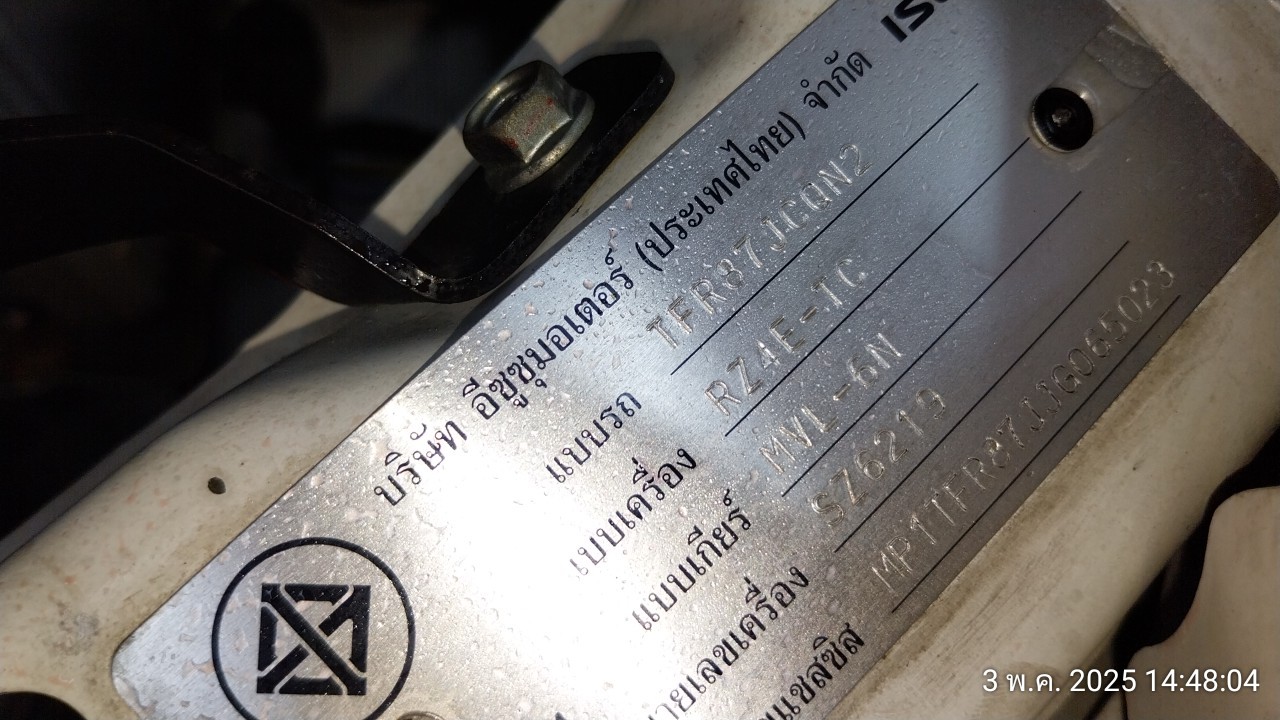 บริษัท อีซูซุมอเตอร์ (ประเทศไทย) จำกัด
แบบรถ TFR87JCQN2
แบบเครื่อง RZ4E-TC
แบบเกียร์ MVL-6N
SZ6219
MP1TFR87JJG065023
3 พ.ค. 2025 14:48:04